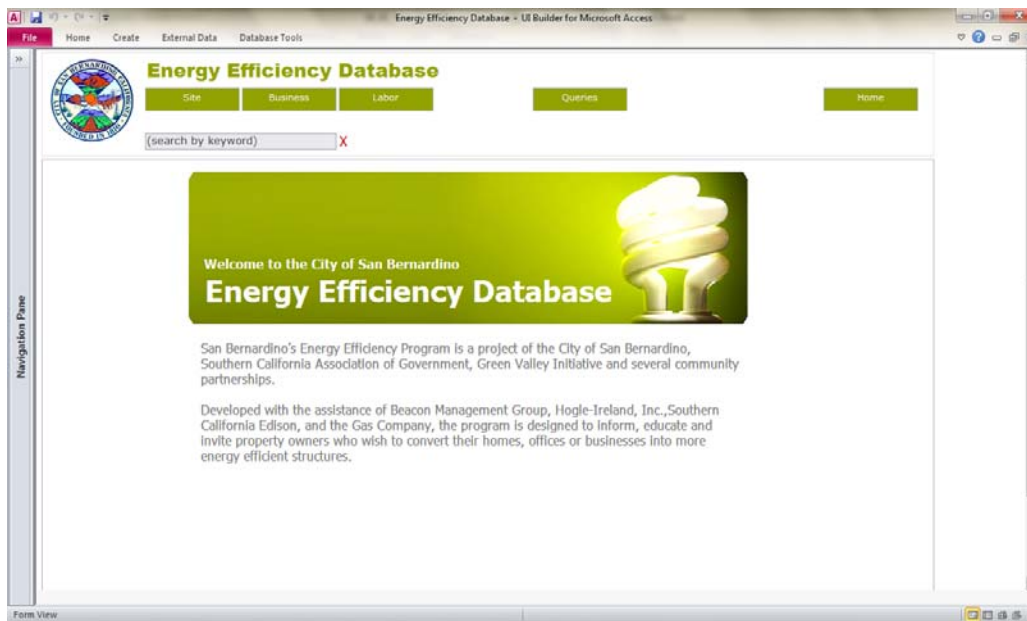 Energy Efficiency Database - UI Builder for Microsoft Access
File Home Create External Data Database Tools
Energy Efficiency Database
Site Business Labor Queries Home
(search by keyword) X
Welcome to the City of San Bernardino
Energy Efficiency Database
San Bernardino's Energy Efficiency Program is a project of the City of San Bernardino,
Southern California Association of Government, Green Valley Initiative and several community
partnerships.
Developed with the assistance of Beacon Management Group, Hogle-Ireland, Inc.,Southern
California Edison, and the Gas Company, the program is designed to inform, educate and
invite property owners who wish to convert their homes, offices or businesses into more
energy efficient structures.
Navigation Pane
Form View